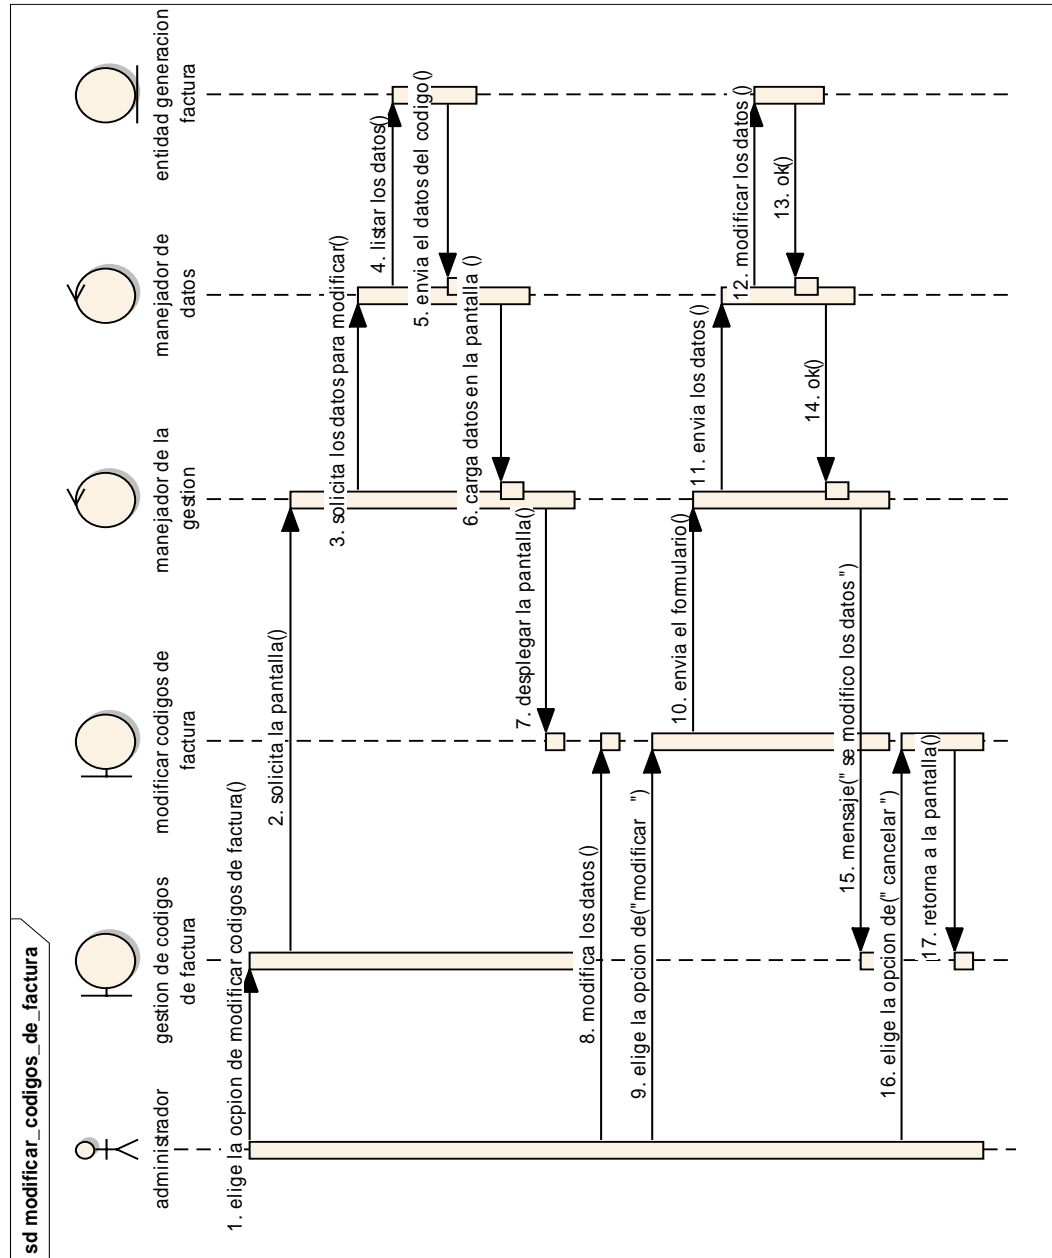 sd modificar_codigos_de_factura
administrador
gestion de codigos
de factura
modificar codigos de
factura
manejador de la
gestion
manejador de
datos
entidad generacion
factura
1. elige la ocpion de modificar codigos de factura()
2. solicita la pantalla()
3. solicita los datos para modificar()
4. listar los datos()
5. envia el datos del codigo()
6. carga datos en la pantalla ()
7. desplegar la pantalla()
8. modifica los datos ()
9. elige la opcion de("modificar ")
10. envia el formulario()
11. envia los datos ()
12. modificar los datos ()
13. ok()
14. ok()
15. mensaje(" se modifico los datos ")
16. elige la opcion de(" cancelar ")
17. retorna a la pantalla()